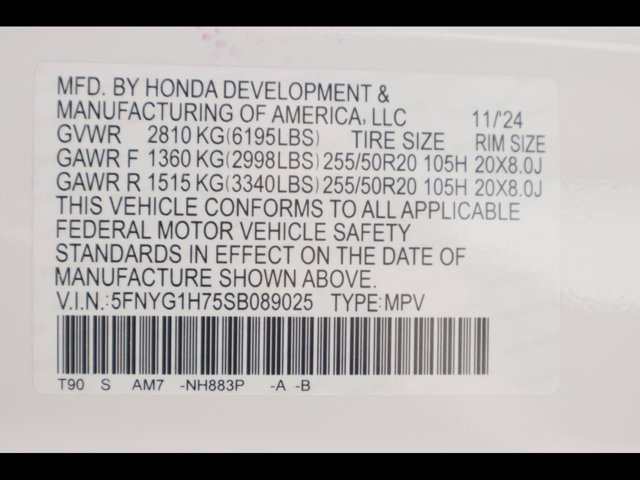 MFD. BY HONDA DEVELOPMENT &
MANUFACTURING OF AMERICA, LLC 11/'24
GVWR 2810 KG(6195LBS) TIRE SIZE RIM SIZE
GAWR F 1360 KG(2998LBS) 255/50R20 105H 20X8.0J
GAWR R 1515 KG(3340LBS) 255/50R20 105H 20X8.0J
THIS VEHICLE CONFORMS TO ALL APPLICABLE
FEDERAL MOTOR VEHICLE SAFETY
STANDARDS IN EFFECT ON THE DATE OF
MANUFACTURE SHOWN ABOVE.
V.I.N.:5FNYG1H75SB089025 TYPE:MPV
T90 S AM7 -NH883P -A -B